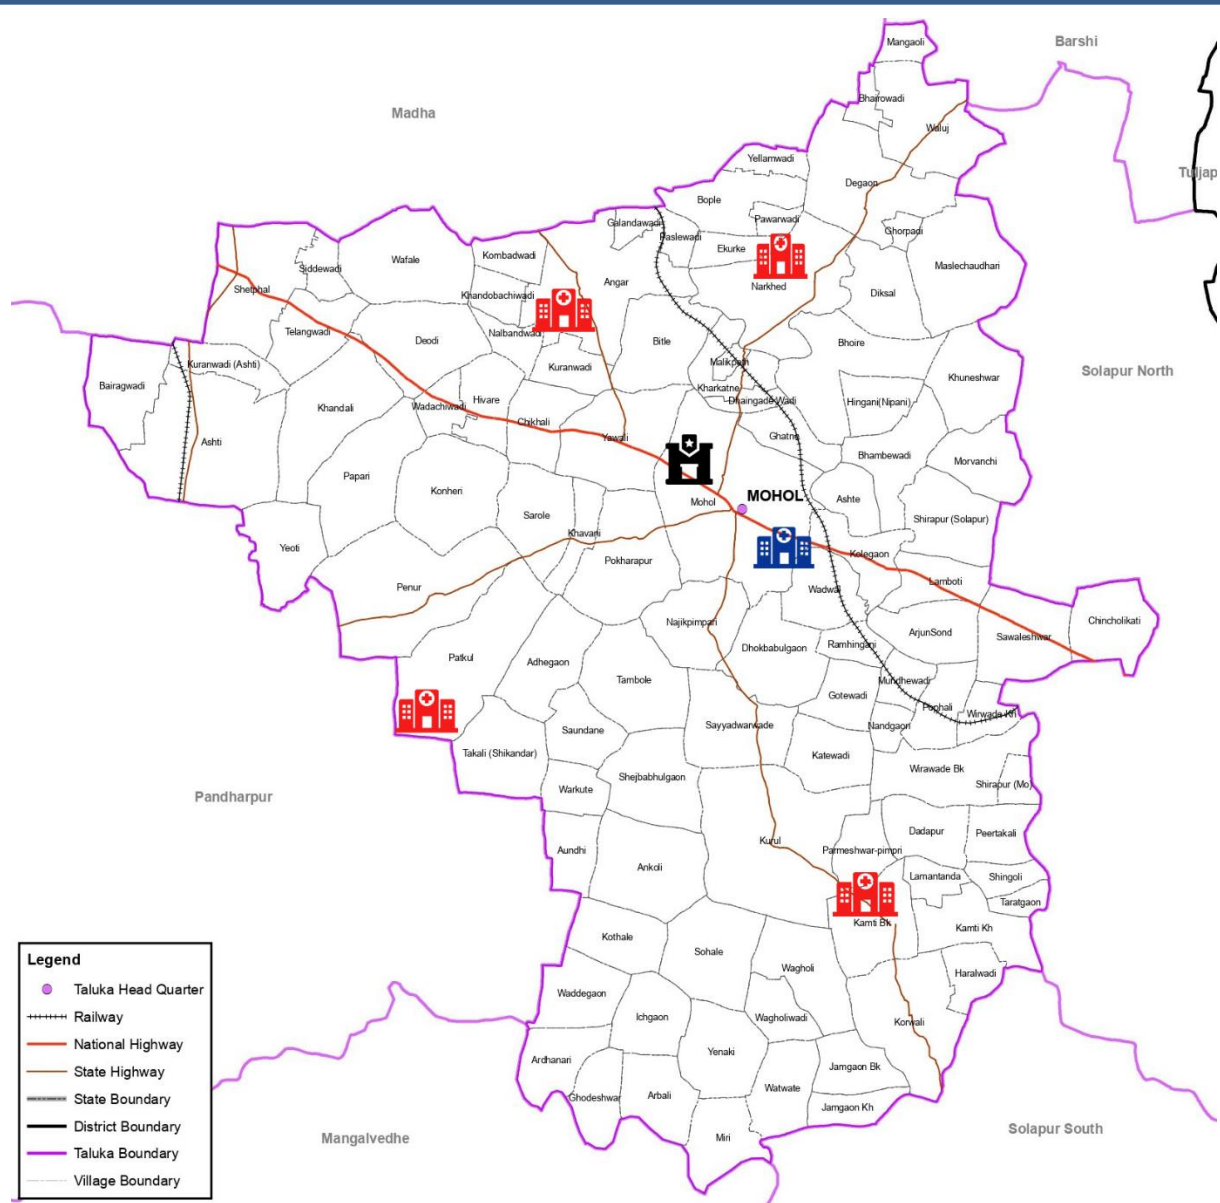 Mangaoli
Barshi
Bhairowadi
Madha
Waluj
Yellamwadi
Tuljap
Degaon
Bople
Pawarwadi
Galandawadi
Ghorpadi
Paslewadi
Ekurke
Kombadwadi
Wafale
Siddewadi
Maslechaudhari
Angar
Shetphal
Narkhed
Diksal
Khandobachiwadi
Telangwadi
Nalbandwadi
Deodi
Bitle
Bhoire
Malikpeth
Kuranwadi (Ashti)
Kuranwadi
Solapur North
Khuneshwar
Bairagwadi
Kharkatne
Hivare
Dhaingade Wadi
Hingani(Nipani)
Wadachiwadi
Khandali
Chikhali
Yawali
Ghatne
Ashti
Bhambewadi
Morvanchi
Papari
Konheri
MOHOL
Ashte
Mohol
Sarole
Shirapur (Solapur)
Khavani
Yeoti
Kolegaon
Pokharapur
Lamboti
Penur
Wadwal
Chincholikati
Najikpimpari
ArjunSond
Sawaleshwar
Dhokbabulgaon
Ramhingani
Patkul
Adhegaon
Tambole
Mundhewadi
Gotewadi
Pophali
Wirwada Kh
Sayyadwarwade
Nandgaon
Saundane
Takali (Shikandar)
Katewadi
Wirawade Bk
Shejbabhulgaon
Shirapur (Mo)
Warkute
Pandharpur
Dadapur
Peertakali
Kurul
Aundhi
Parmeshwar-pimpri
Ankoli
Lamantanda
Shingoli
Taratgaon
Kamti Bk
Kamti Kh
Kothale
Sohale
Wagholi
Haralwadi
Waddegaon
Ichgaon
Wagholiwadi
Korwali
Yenaki
Ardhanari
Jamgaon Bk
Watwate
Ghodeshwar
Arbali
Jamgaon Kh
Solapur South
Mangalvedhe
Miri
Legend
Taluka Head Quarter
Railway
National Highway
State Highway
State Boundary
District Boundary
Taluka Boundary
Village Boundary